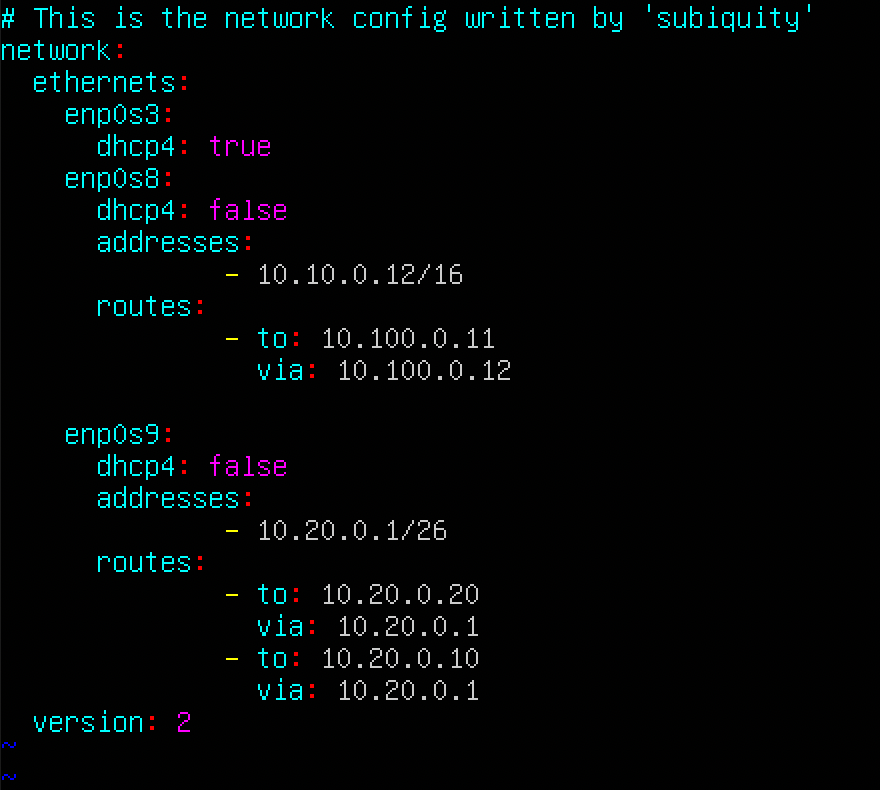 # This is the network config written by 'subiquity'
network:
  ethernets:
    enp0s3:
      dhcp4: true
    enp0s8:
      dhcp4: false
      addresses:
              - 10.10.0.12/16
      routes:
              - to: 10.100.0.11
                via: 10.100.0.12

    enp0s9:
      dhcp4: false
      addresses:
              - 10.20.0.1/26
      routes:
              - to: 10.20.0.20
                via: 10.20.0.1
              - to: 10.20.0.10
                via: 10.20.0.1
  version: 2
~
~